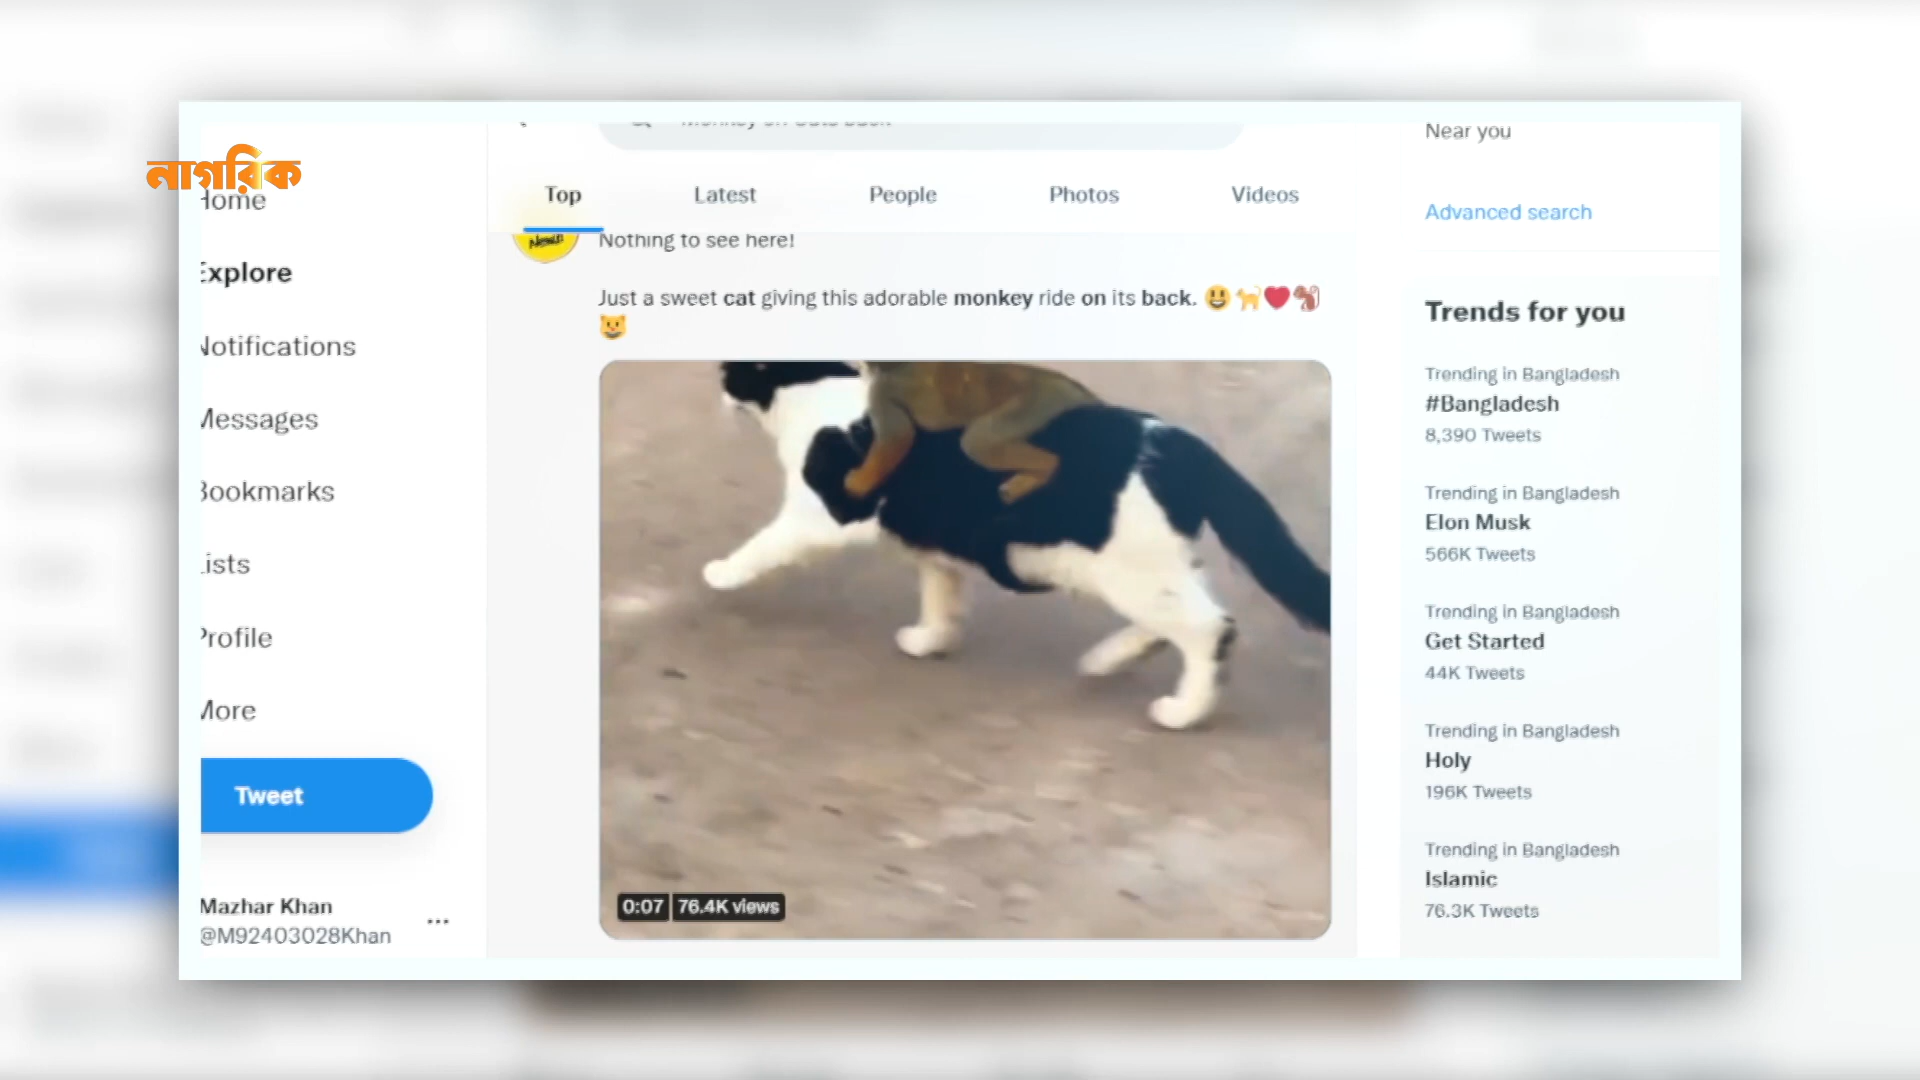 নাগরিক
Home
Explore
Notifications
Messages
Bookmarks
Lists
Profile
More
Tweet
Mazhar Khan
@M92403028Khan
...
Monkey on cats back
Top Latest People Photos Videos
Nothing to see here!
Just a sweet cat giving this adorable monkey ride on its back. 😃🐈❤️🐒
😺
0:07 76.4K views
Near you
Advanced search
Trends for you
Trending in Bangladesh
#Bangladesh
8,390 Tweets
Trending in Bangladesh
Elon Musk
566K Tweets
Trending in Bangladesh
Get Started
44K Tweets
Trending in Bangladesh
Holy
196K Tweets
Trending in Bangladesh
Islamic
76.3K Tweets